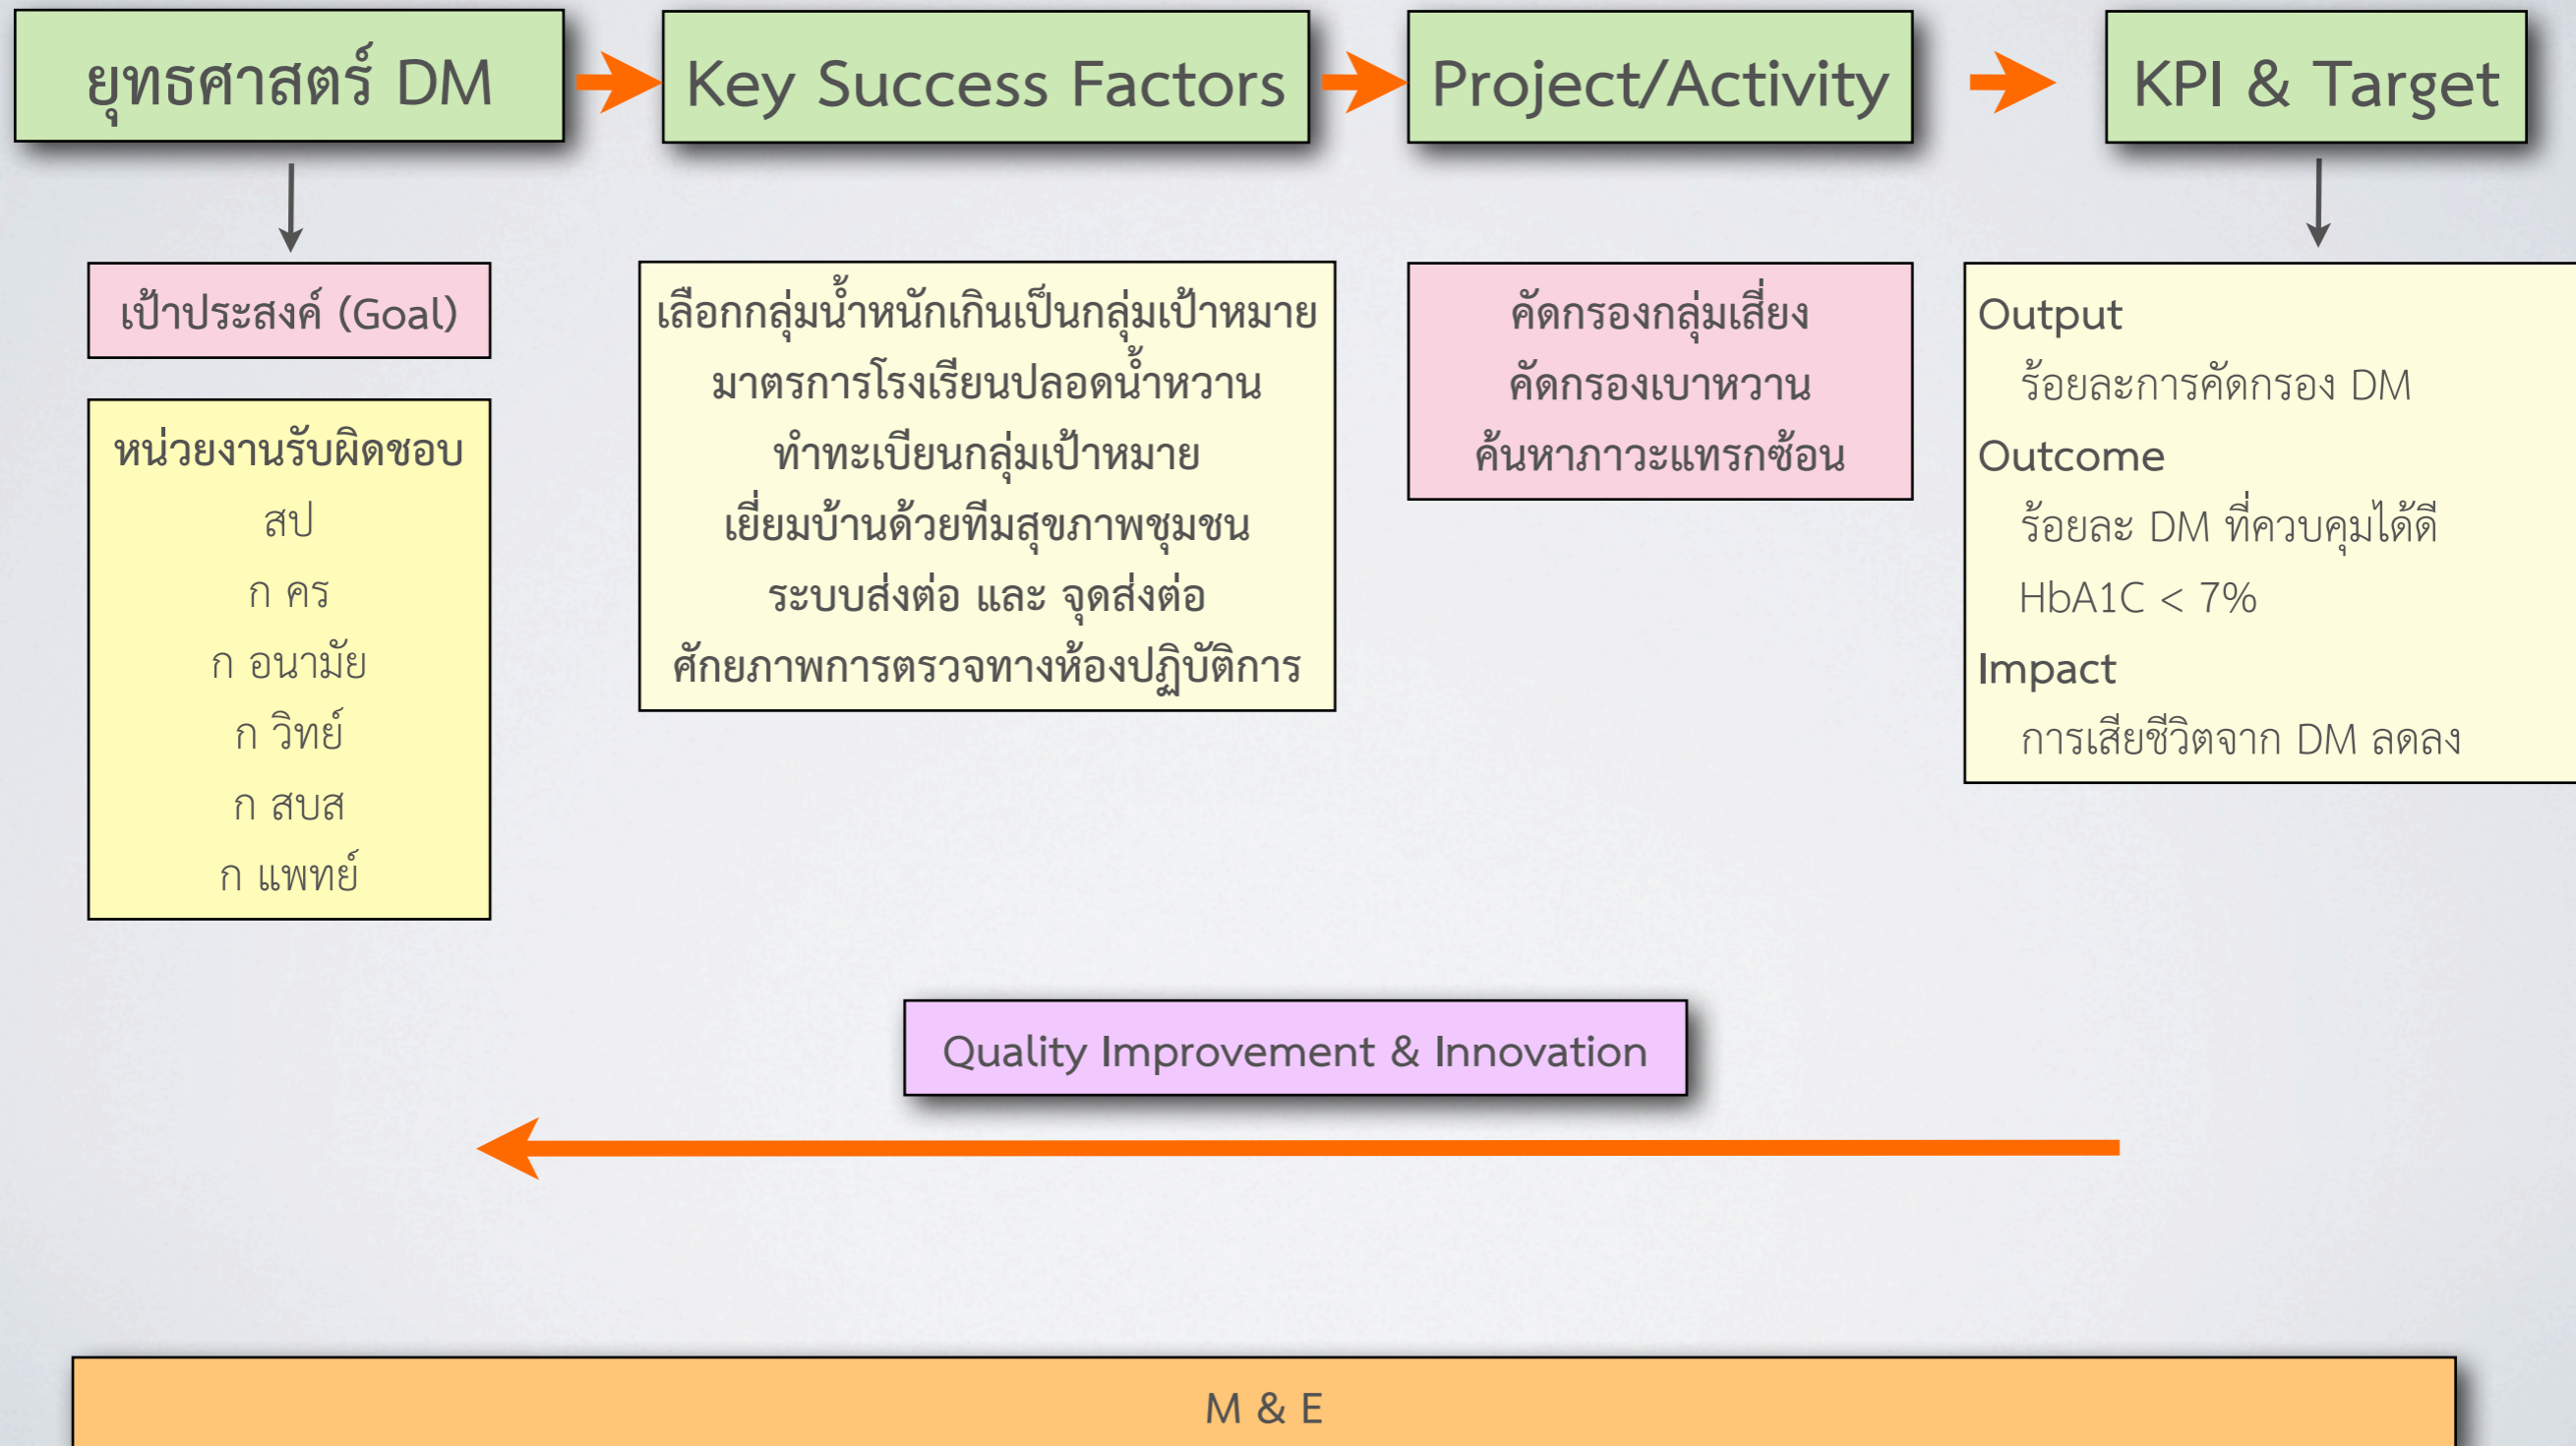 ยุทธศาสตร์ DM
Key Success Factors
Project/Activity
KPI & Target
เป้าประสงค์ (Goal)
หน่วยงานรับผิดชอบ
สป
ก คร
ก อนามัย
ก วิทย์
ก สบส
ก แพทย์
เลือกกลุ่มน้ำหนักเกินเป็นกลุ่มเป้าหมาย
มาตรการโรงเรียนปลอดน้ำหวาน
ทำทะเบียนกลุ่มเป้าหมาย
เยี่ยมบ้านด้วยทีมสุขภาพชุมชน
ระบบส่งต่อ และ จุดส่งต่อ
ศักยภาพการตรวจทางห้องปฏิบัติการ
คัดกรองกลุ่มเสี่ยง
คัดกรองเบาหวาน
ค้นหาภาวะแทรกซ้อน
Output
ร้อยละการคัดกรอง DM
Outcome
ร้อยละ DM ที่ควบคุมได้ดี
HbA1C < 7%
Impact
การเสียชีวิตจาก DM ลดลง
Quality Improvement & Innovation
M & E